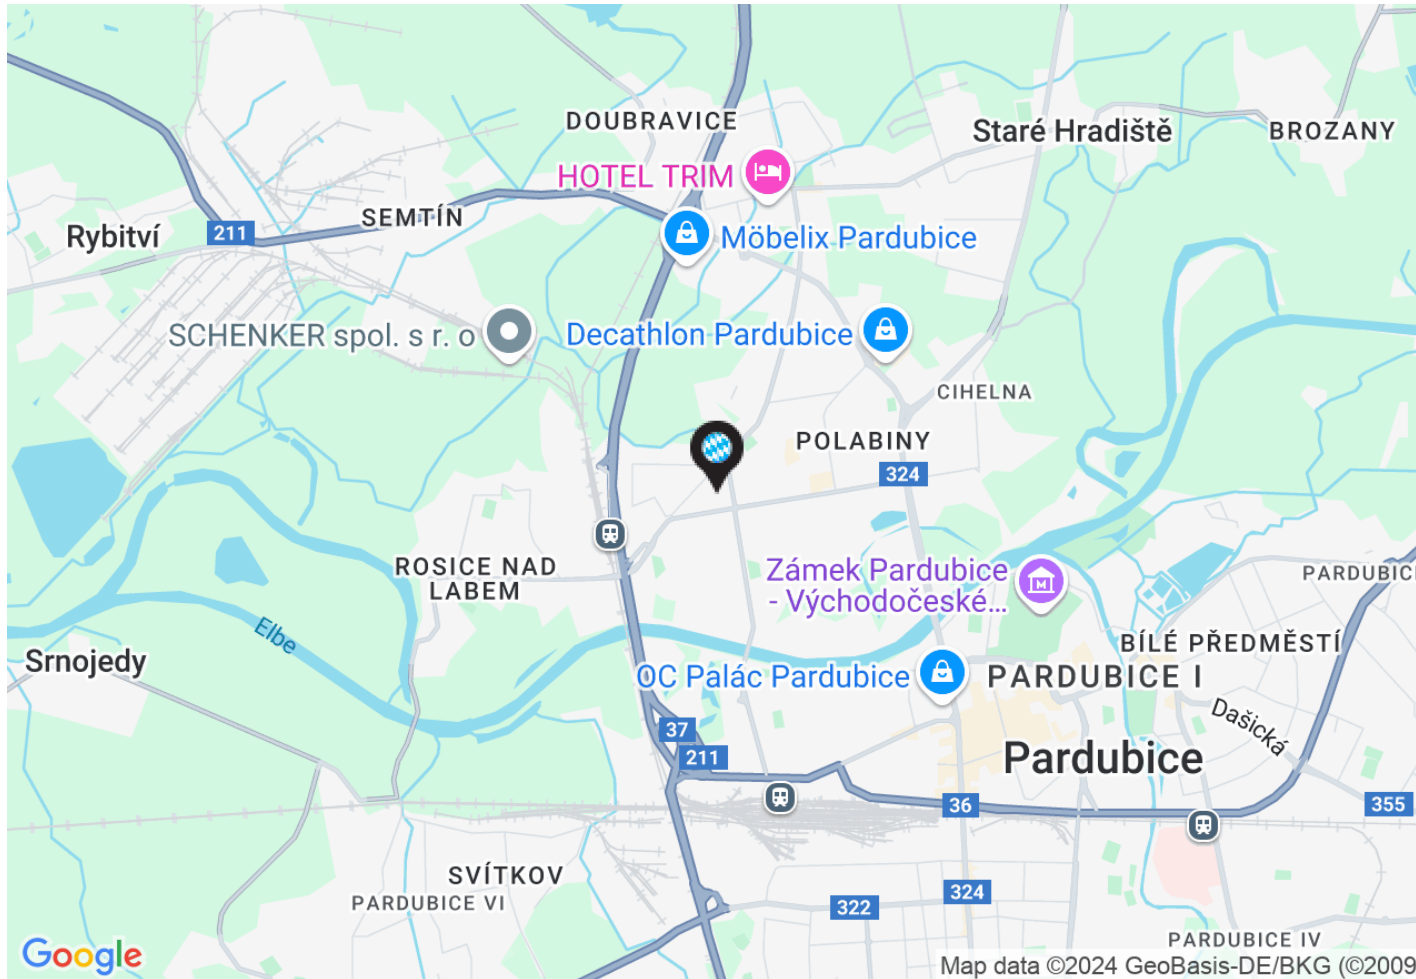 DOUBRAVICE
Staré Hradiště
BROZANY
HOTEL TRIM
SEMTÍN
Rybitví
211
Möbelix Pardubice
SCHENKER spol. s r. o
Decathlon Pardubice
CIHELNA
POLABINY
324
ROSICE NAD
LABEM
Zámek Pardubice
- Východočeské...
M
PARDUBICE
Elbe
BÍLÉ PŘEDMĚSTÍ
Srnojedy
OC Palác Pardubice
PARDUBICE I
Dašická
37
211
Pardubice
36
355
SVÍTKOV
PARDUBICE VI
324
322
PARDUBICE IV
Google
Map data ©2024 GeoBasis-DE/BKG (©2009